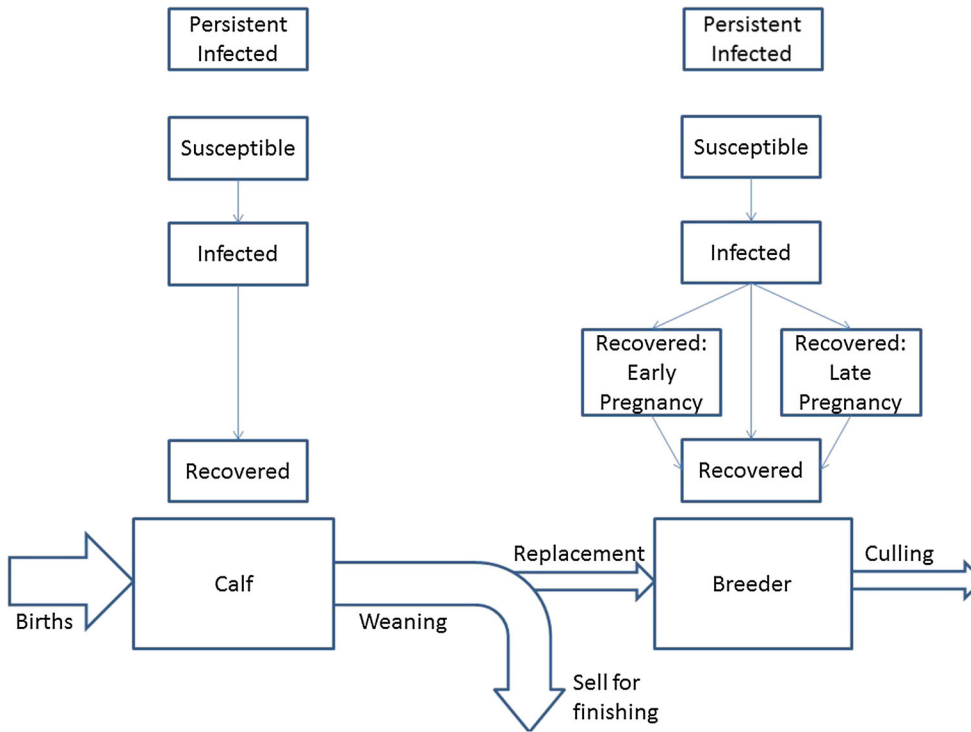 Persistent
Infected
Susceptible
Infected
Recovered
Persistent
Infected
Susceptible
Infected
Recovered:
Early
Pregnancy
Recovered:
Late
Pregnancy
Recovered
Births
Calf
Weaning
Sell for
finishing
Replacement
Breeder
Culling